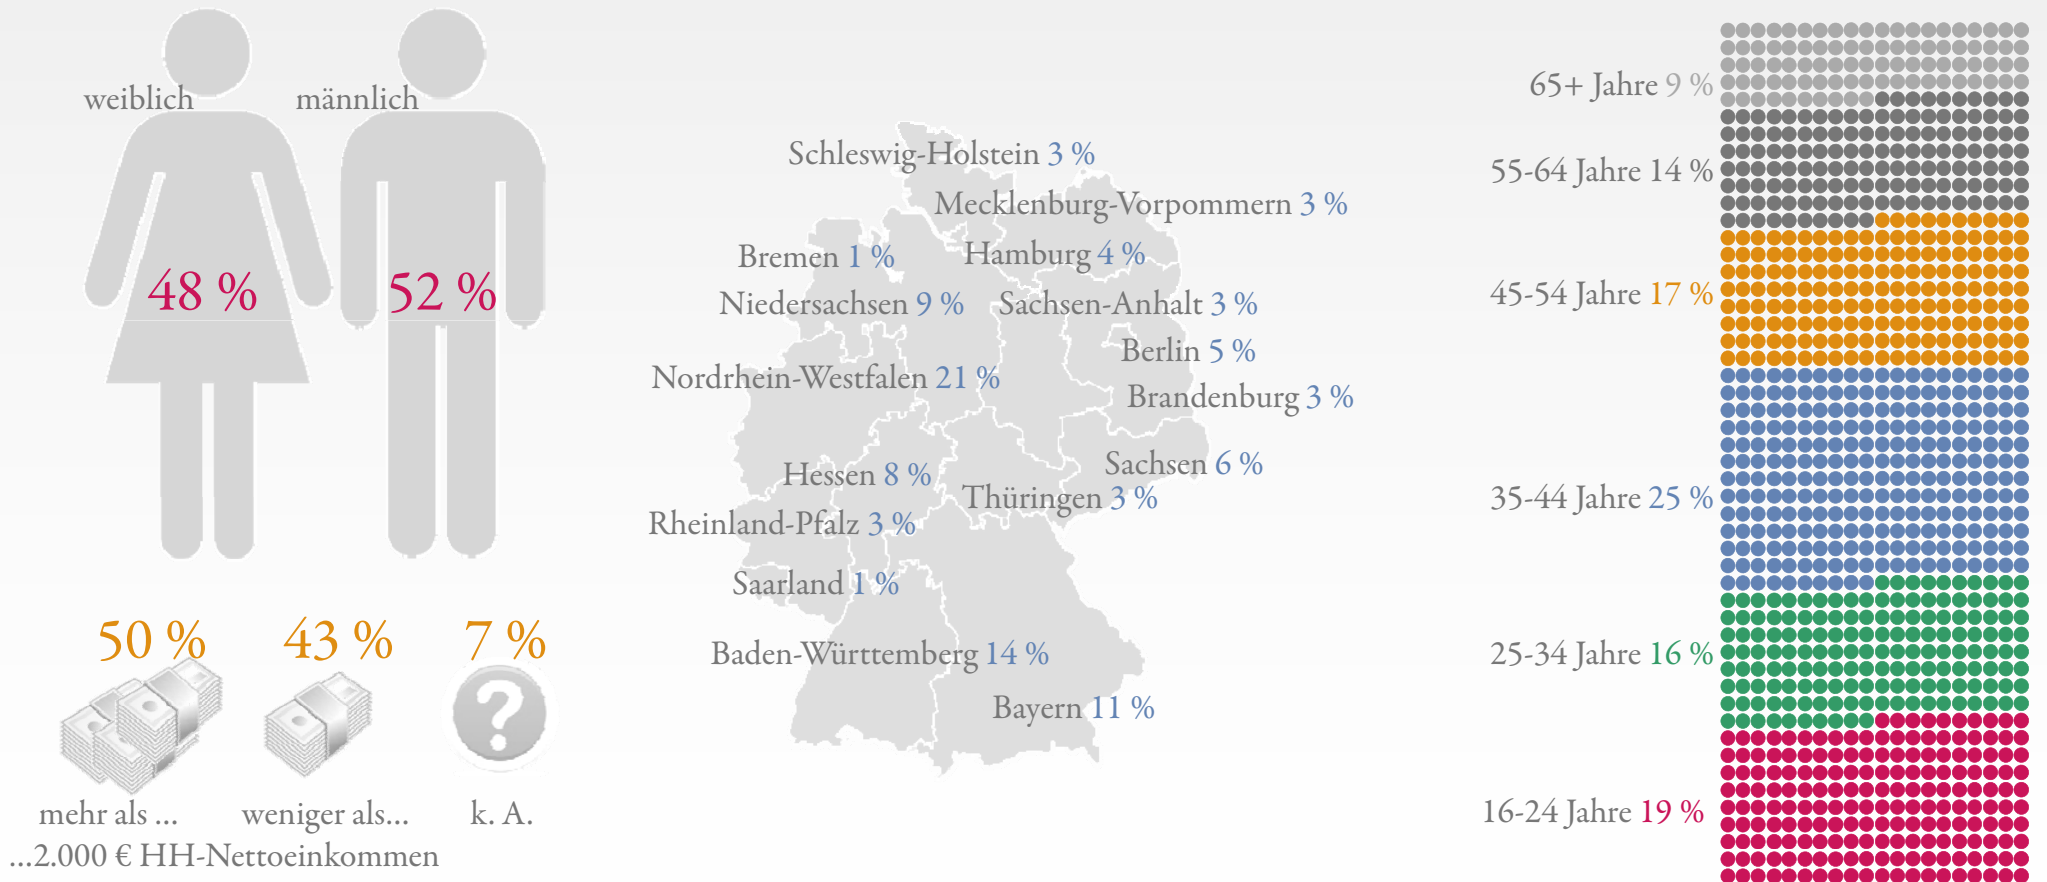 weiblich
männlich
48 %
52 %
50 %
43 %
7 %
?
mehr als ...
weniger als...
k. A.
...2.000 € HH-Nettoeinkommen
Schleswig-Holstein 3 %
Mecklenburg-Vorpommern 3 %
Bremen 1 %
Hamburg 4 %
Niedersachsen 9 %
Sachsen-Anhalt 3 %
Berlin 5 %
Nordrhein-Westfalen 21 %
Brandenburg 3 %
Sachsen 6 %
Hessen 8 %
Thüringen 3 %
Rheinland-Pfalz 3 %
Saarland 1 %
Baden-Württemberg 14 %
Bayern 11 %
65+ Jahre 9 %
55-64 Jahre 14 %
45-54 Jahre 17 %
35-44 Jahre 25 %
25-34 Jahre 16 %
16-24 Jahre 19 %